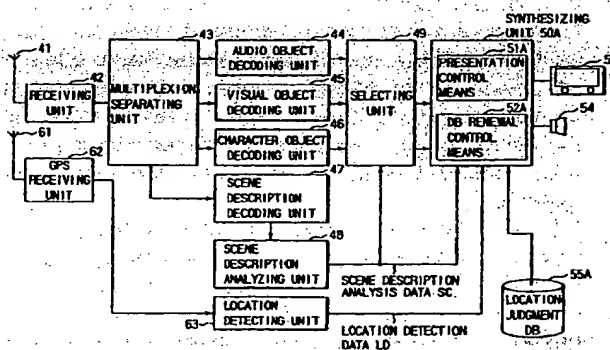 41
42
RECEIVING
UNIT
61
62
GPS
RECEIVING
UNIT
43
MULTIPLEXION
SEPARATING
UNIT
44
AUDIO OBJECT
DECODING UNIT
45
VISUAL OBJECT
DECODING UNIT
46
CHARACTER OBJECT
DECODING UNIT
47
SCENE
DESCRIPTION
DECODING UNIT
48
SCENE
DESCRIPTION
ANALYZING UNIT
LOCATION
DETECTING UNIT
63
49
SELECTING
UNIT
SYNTHESIZING
UNIT 50A
51A
PRESENTATION
CONTROL
MEANS
52A
DB RENEWAL
CONTROL
MEANS
54
SCENE DESCRIPTION
ANALYSIS DATA SC
LOCATION DETECTION
DATA LD
55A
LOCATION
JUDGMENT
DB